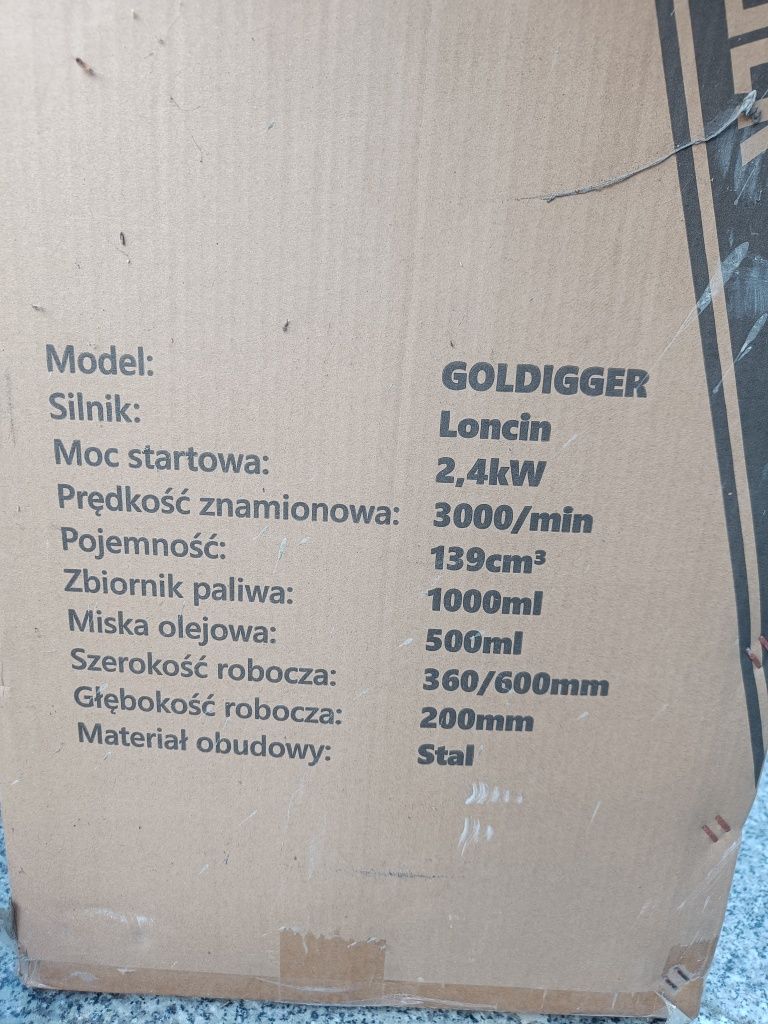 Model: GOLDIGGER
Silnik: Loncin
Moc startowa: 2,4kW
Prędkość znamionowa: 3000/min
Pojemność: 139cm³
Zbiornik paliwa: 1000ml
Miska olejowa: 500ml
Szerokość robocza: 360/600mm
Głębokość robocza: 200mm
Materiał obudowy: Stal